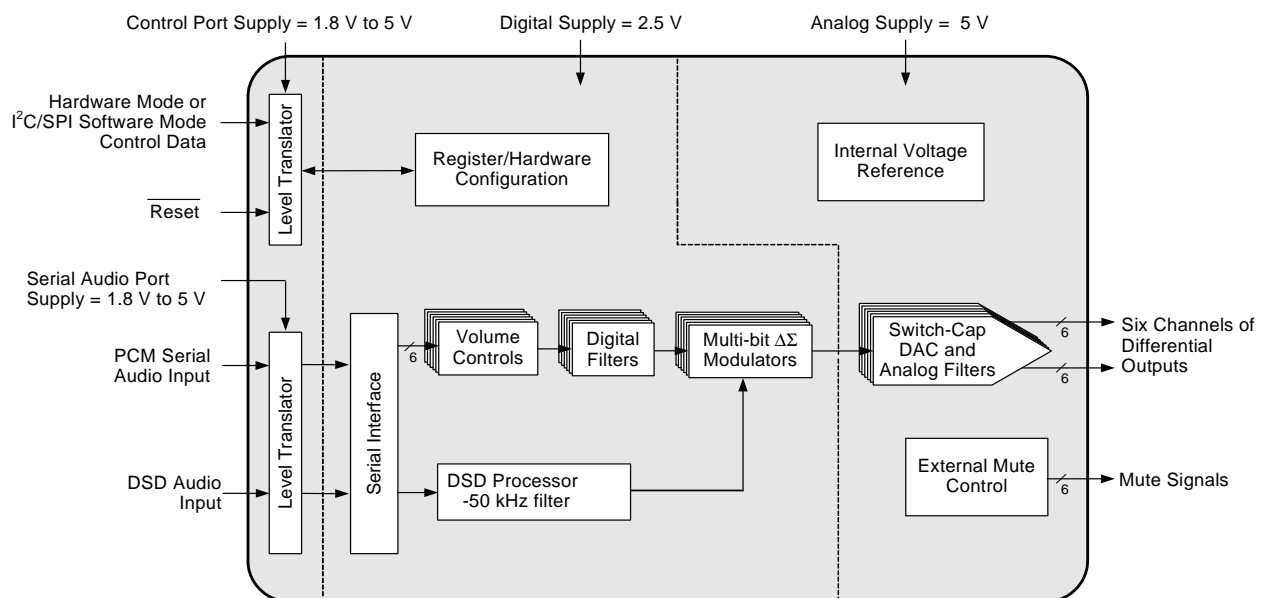 Control Port Supply = 1.8 V to 5 V
Digital Supply = 2.5 V
Analog Supply = 5 V
Hardware Mode or
I²C/SPI Software Mode
Control Data
Reset
Level Translator
Register/Hardware
Configuration
Internal Voltage
Reference
Serial Audio Port
Supply = 1.8 V to 5 V
PCM Serial
Audio Input
DSD Audio
Input
Level Translator
Serial Interface
6
Volume
Controls
Digital
Filters
Multi-bit ΔΣ
Modulators
Switch-Cap
DAC and
Analog Filters
6
6
Six Channels of
Differential
Outputs
DSD Processor
-50 kHz filter
External Mute
Control
6
Mute Signals